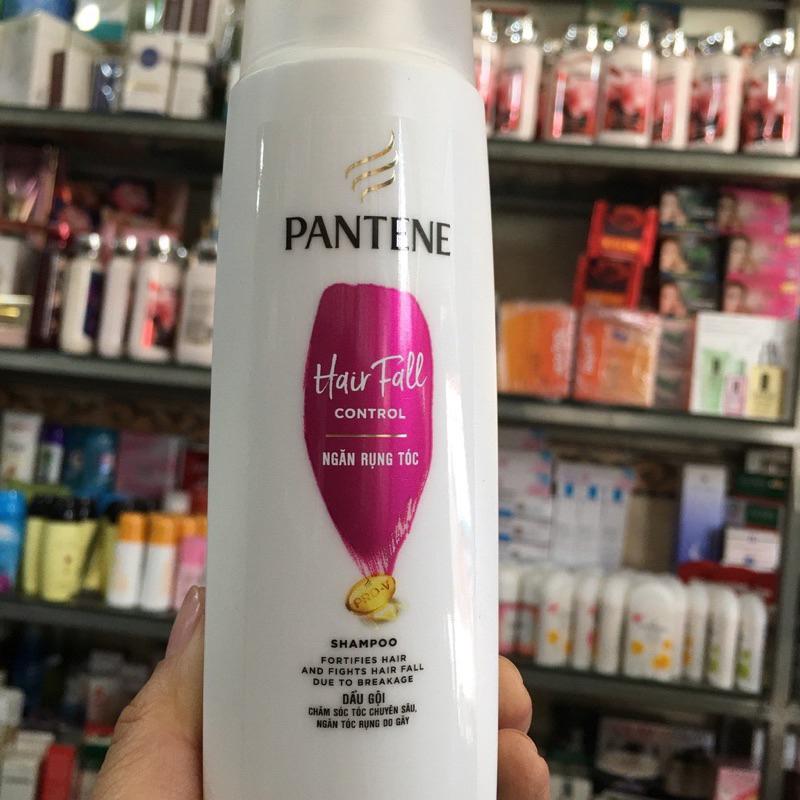 PANTENE
Hair Fall
CONTROL
NGĂN RỤNG TÓC
PRO-V
SHAMPOO
FORTIFIES HAIR
AND FIGHTS HAIR FALL
DUE TO BREAKAGE
DẦU GỘI
CHĂM SÓC TÓC CHUYÊN SÂU,
NGĂN TÓC RỤNG DO GÃY